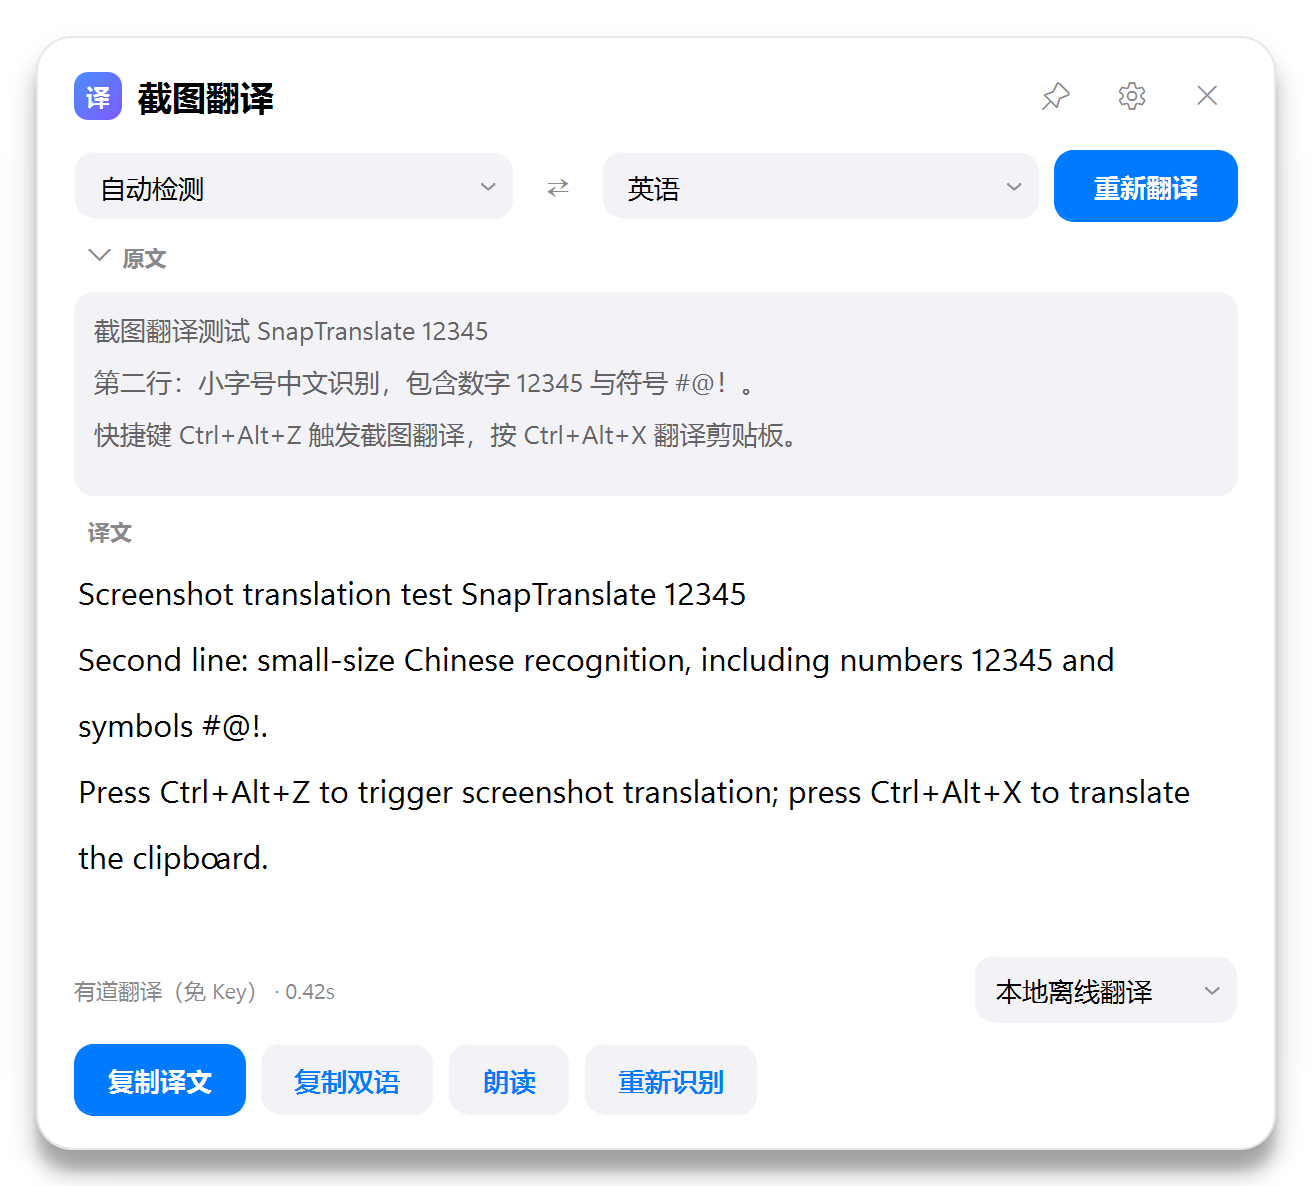 译 截图翻译
自动检测 ⇄ 英语 重新翻译
原文
截图翻译测试 SnapTranslate 12345
第二行：小字号中文识别，包含数字 12345 与符号 #@！。
快捷键 Ctrl+Alt+Z 触发截图翻译，按 Ctrl+Alt+X 翻译剪贴板。
译文
Screenshot translation test SnapTranslate 12345
Second line: small-size Chinese recognition, including numbers 12345 and
symbols #@!.
Press Ctrl+Alt+Z to trigger screenshot translation; press Ctrl+Alt+X to translate
the clipboard.
有道翻译（免 Key） · 0.42s 本地离线翻译
复制译文 复制双语 朗读 重新识别